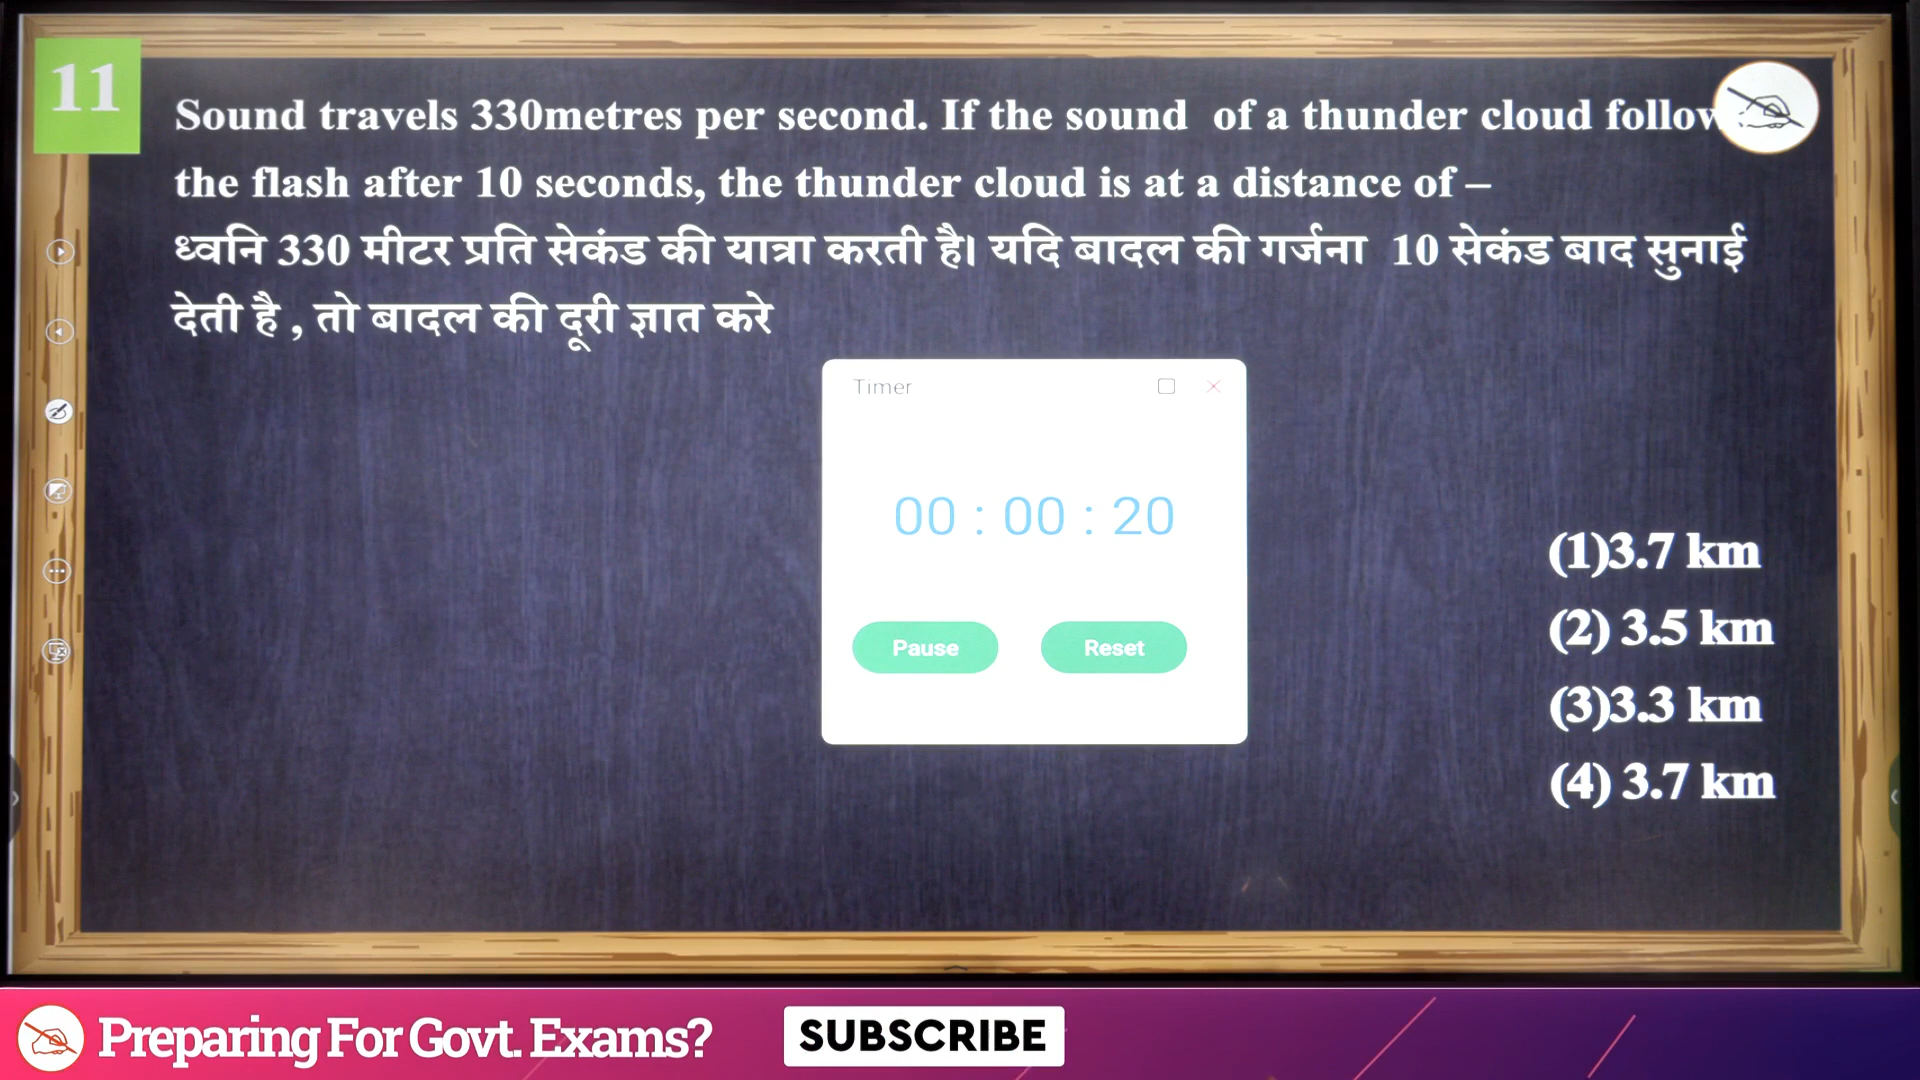 11
Sound travels 330metres per second. If the sound of a thunder cloud
the flash after 10 seconds, the thunder cloud is at a distance of –
ध्वनि 330 मीटर प्रति सेकंड की यात्रा करती है। यदि बादल की गर्जना 10 सेकंड बाद सुनाई
देती है , तो बादल की दूरी ज्ञात करे
Timer
00 : 00 : 20
Pause Reset
(1)3.7 km
(2) 3.5 km
(3)3.3 km
(4) 3.7 km
Preparing For Govt. Exams? SUBSCRIBE